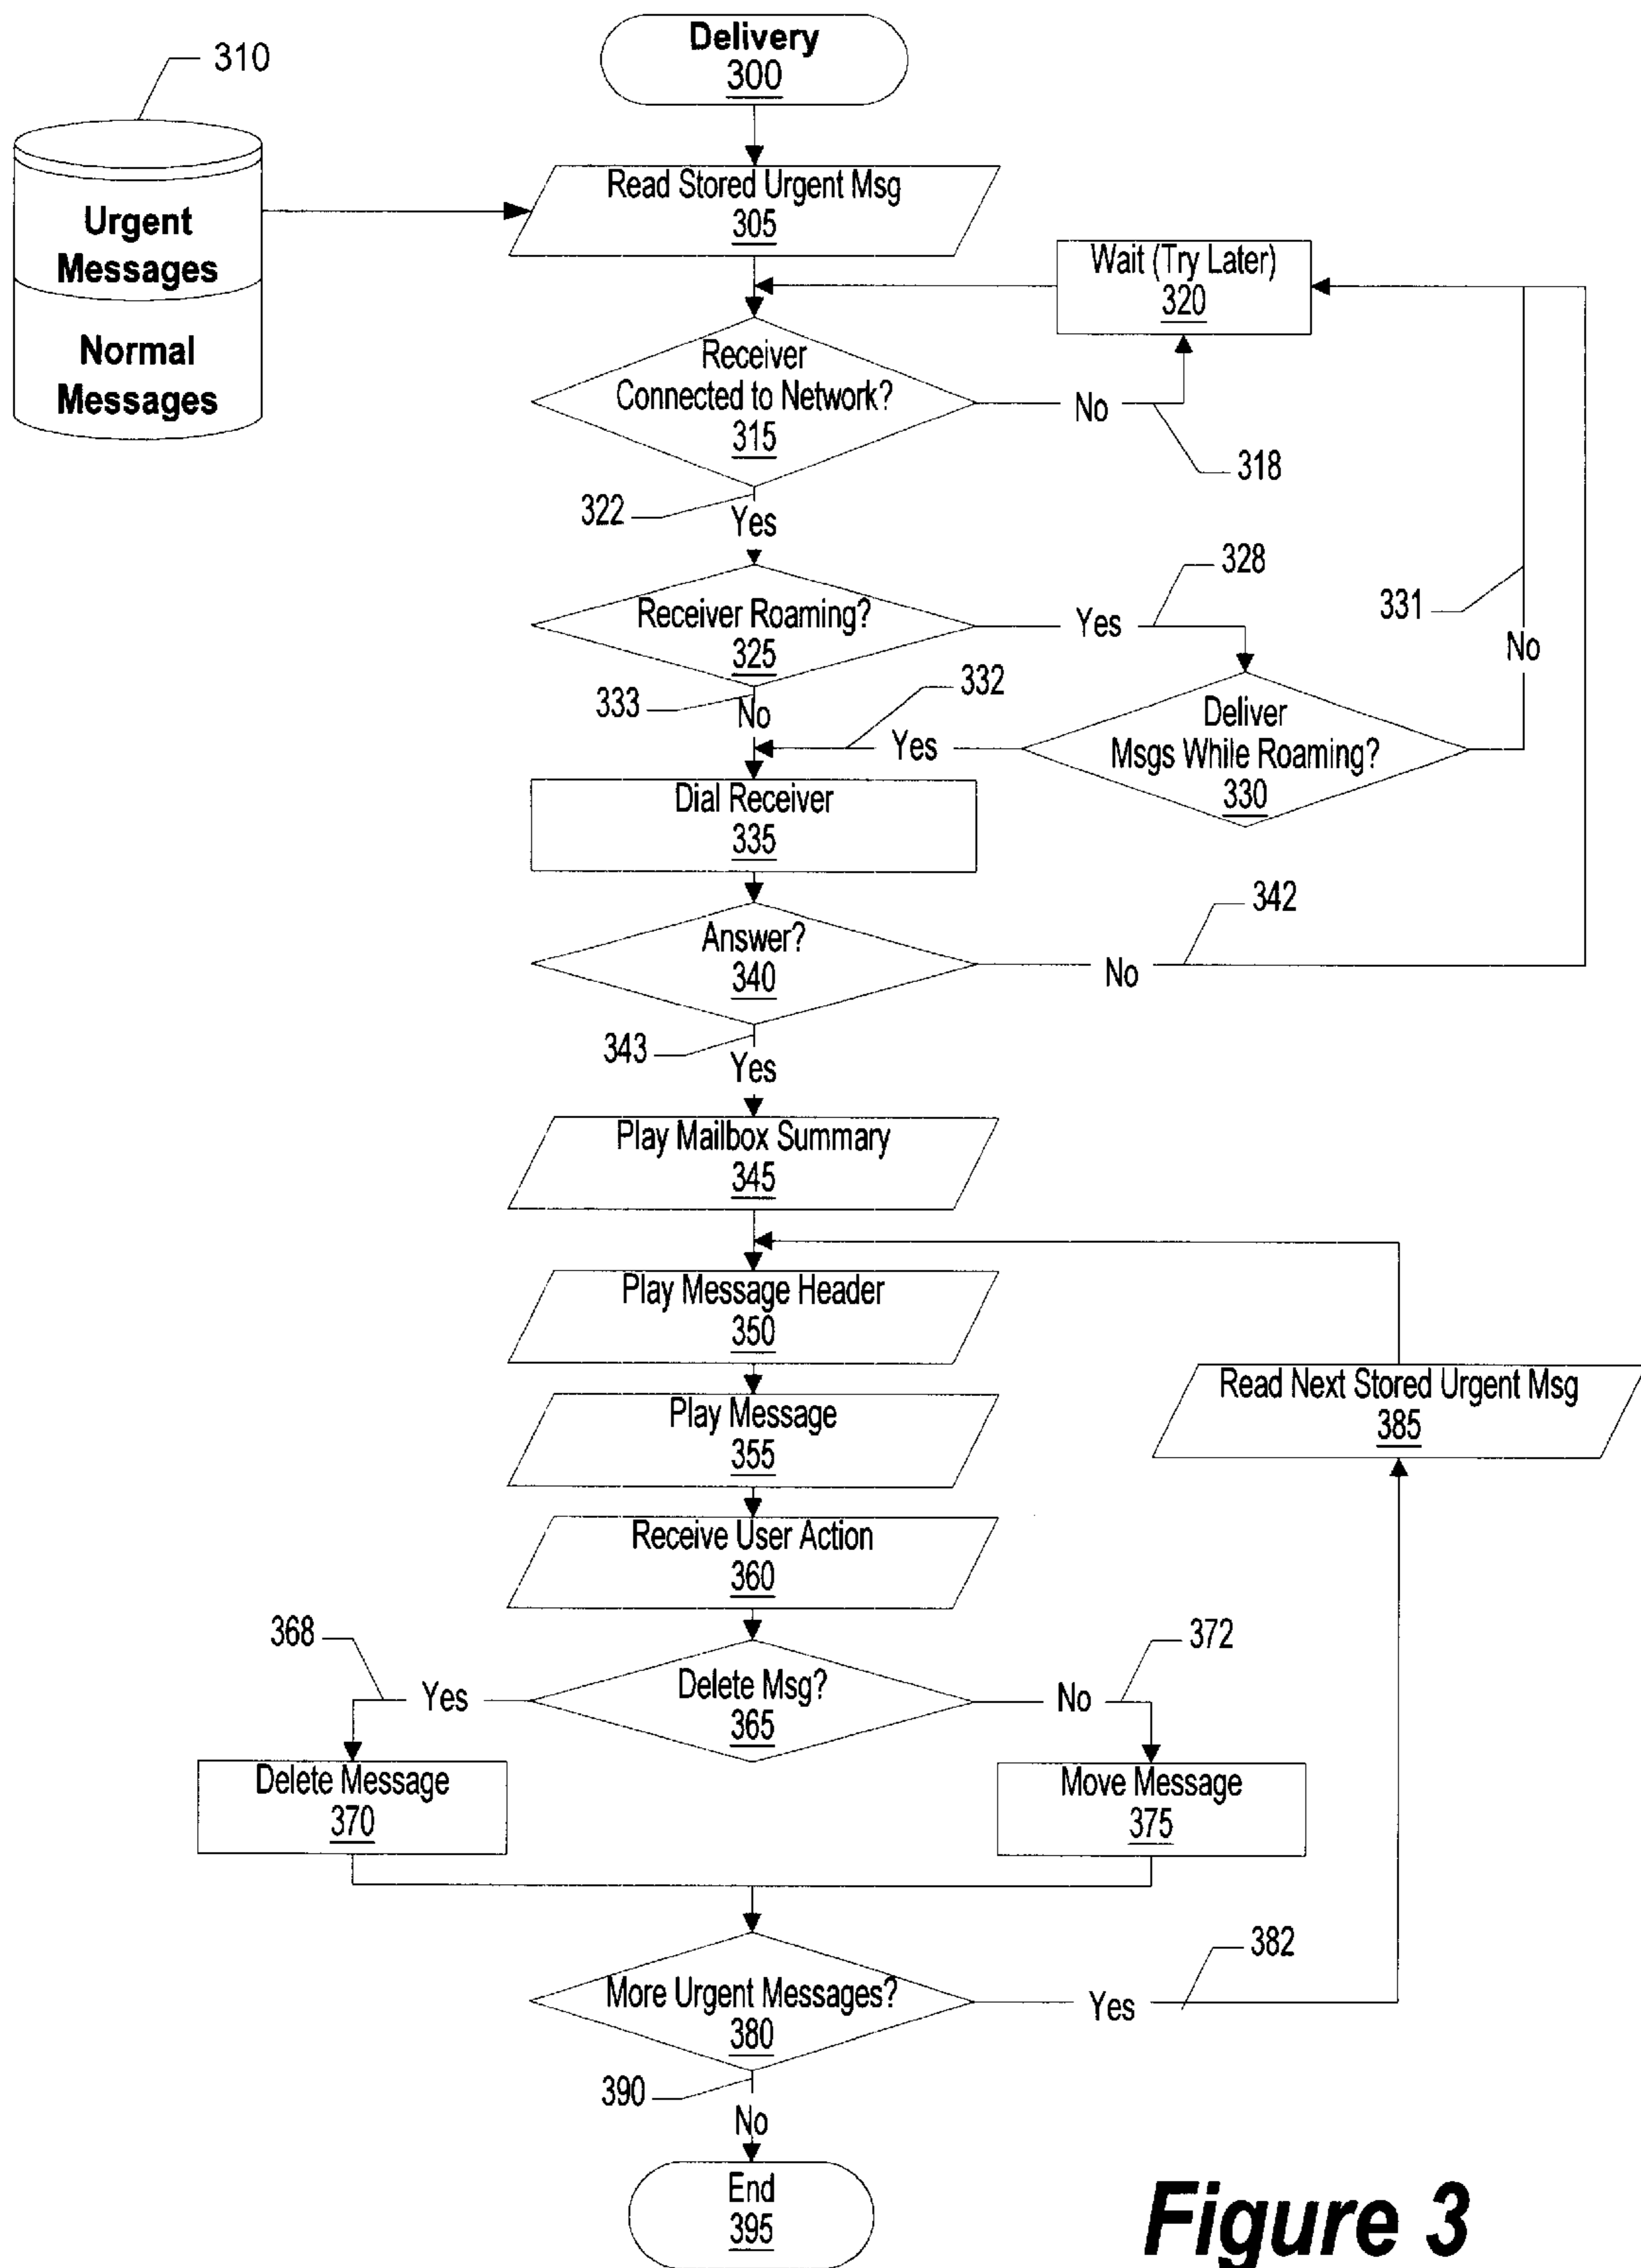 Delivery
300
310
Urgent
Messages
Normal
Messages
Read Stored Urgent Msg
305
Wait (Try Later)
320
Receiver
Connected to Network?
315
No
318
322
Yes
328
Receiver Roaming?
325
Yes
331
No
333
No
332
Yes
Deliver
Msgs While Roaming?
330
Dial Receiver
335
342
Answer?
340
No
343
Yes
Play Mailbox Summary
345
Play Message Header
350
Read Next Stored Urgent Msg
385
Play Message
355
Receive User Action
360
368
372
Yes
Delete Msg?
365
No
Delete Message
370
Move Message
375
382
More Urgent Messages?
380
Yes
390
No
End
395
Figure 3